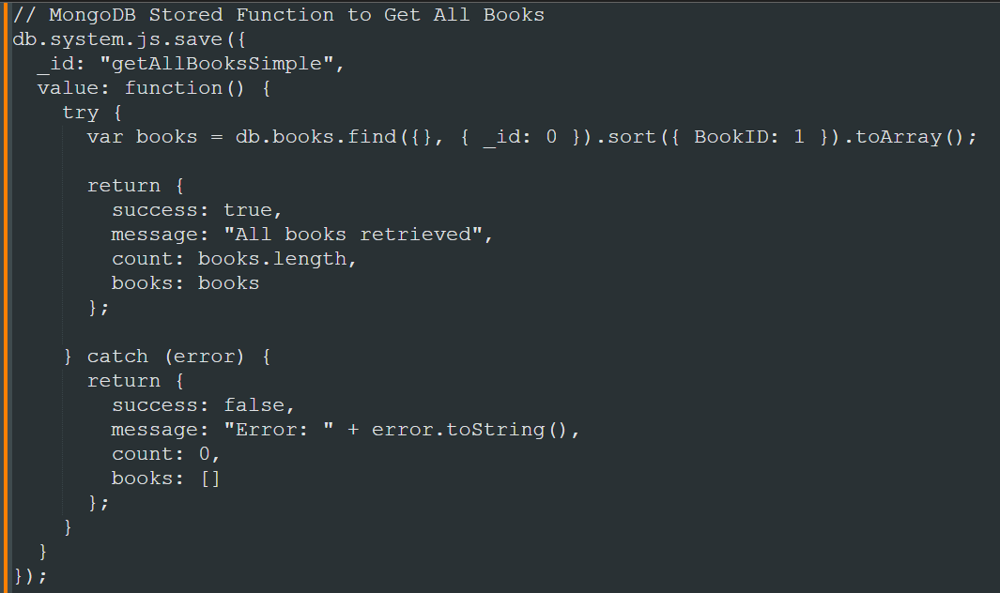 // MongoDB Stored Function to Get All Books
db.system.js.save({
  _id: "getAllBooksSimple",
  value: function() {
    try {
      var books = db.books.find({}, { _id: 0 }).sort({ BookID: 1 }).toArray();

      return {
        success: true,
        message: "All books retrieved",
        count: books.length,
        books: books
      };

    } catch (error) {
      return {
        success: false,
        message: "Error: " + error.toString(),
        count: 0,
        books: []
      };
    }
  }
});